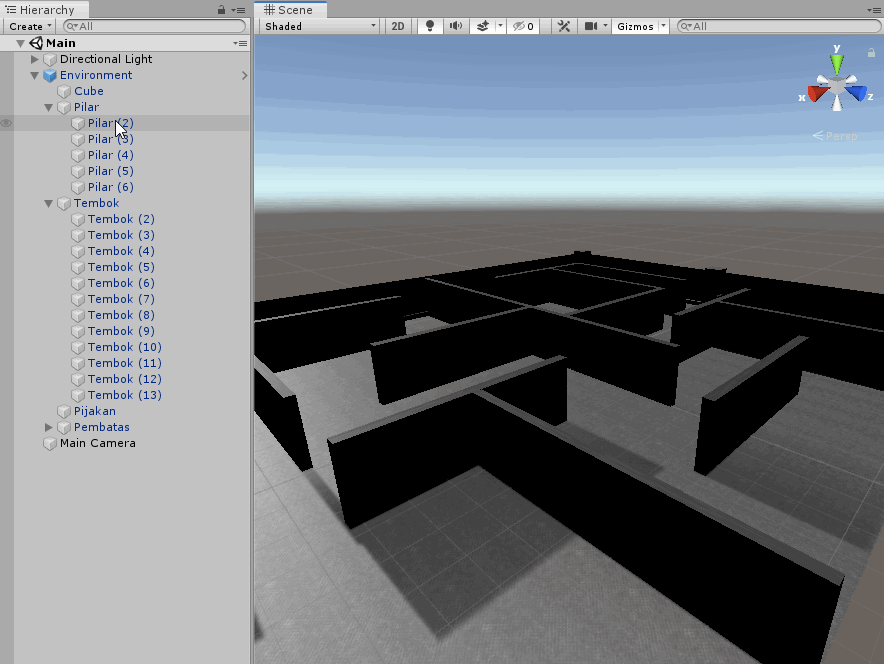 Hierarchy
Create
All
Main
Directional Light
Environment
Cube
Pilar
Pilar (2)
Pilar (3)
Pilar (4)
Pilar (5)
Pilar (6)
Tembok
Tembok (2)
Tembok (3)
Tembok (4)
Tembok (5)
Tembok (6)
Tembok (7)
Tembok (8)
Tembok (9)
Tembok (10)
Tembok (11)
Tembok (12)
Tembok (13)
Pijakan
Pembatas
Main Camera
Scene
Shaded 2D 0 Gizmos All
y
x z
Persp